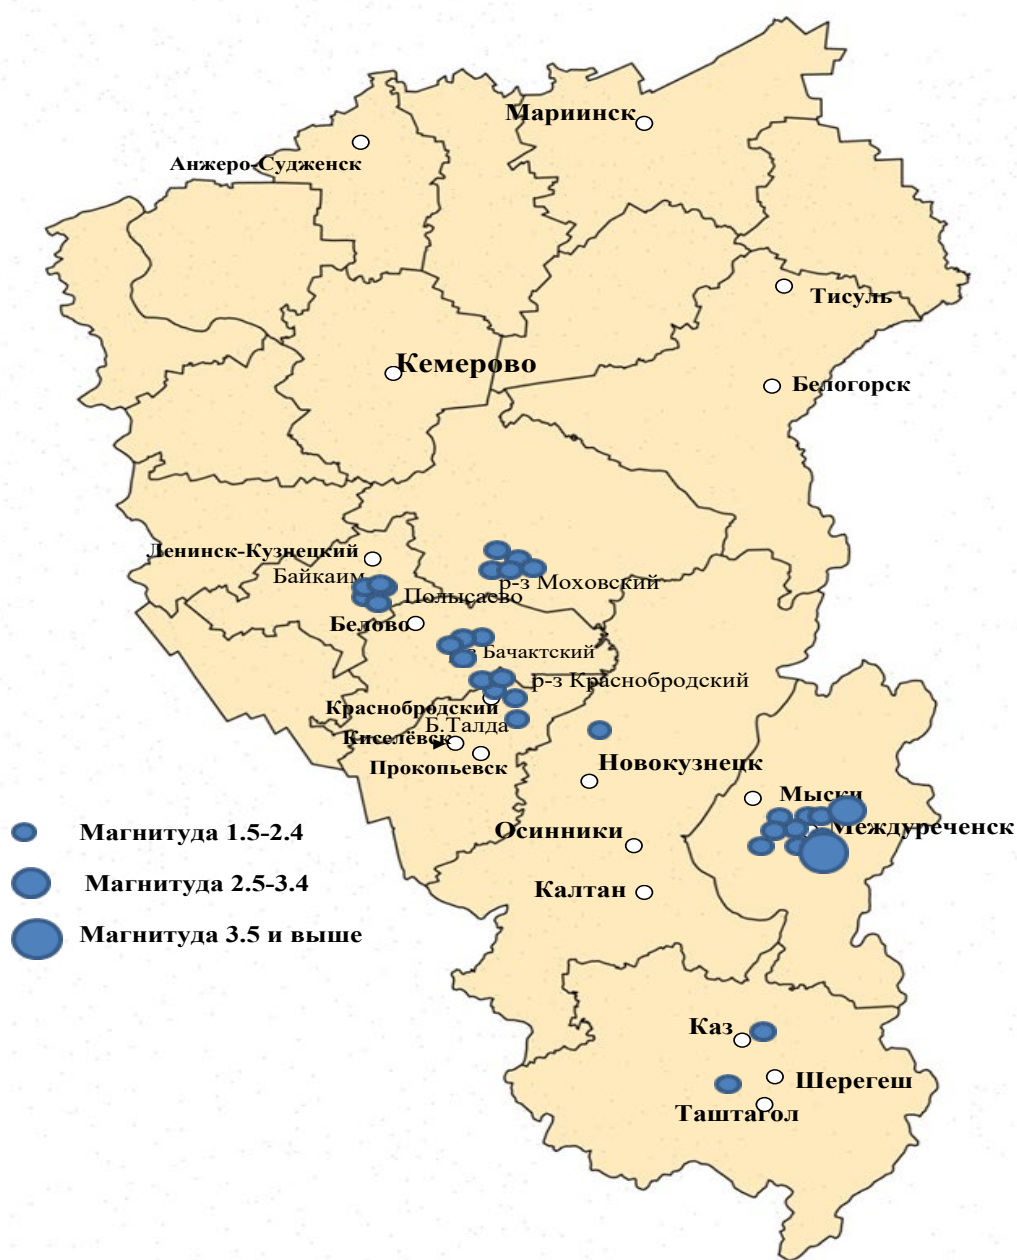 Мариинск
Анжеро-Судженск
Тисуль
Кемерово
Белогорск
Ленинск-Кузнецкий
Байкаим
р-з Моховский
Полысаево
Белово
з Бачактский
р-з Краснобродский
Краснобродский
Б.Талда
Киселёвск
Прокопьевск
Новокузнецк
Мыски
Междуреченск
Осинники
Калтан
Магнитуда 1.5-2.4
Магнитуда 2.5-3.4
Магнитуда 3.5 и выше
Каз
Шерегеш
Таштагол